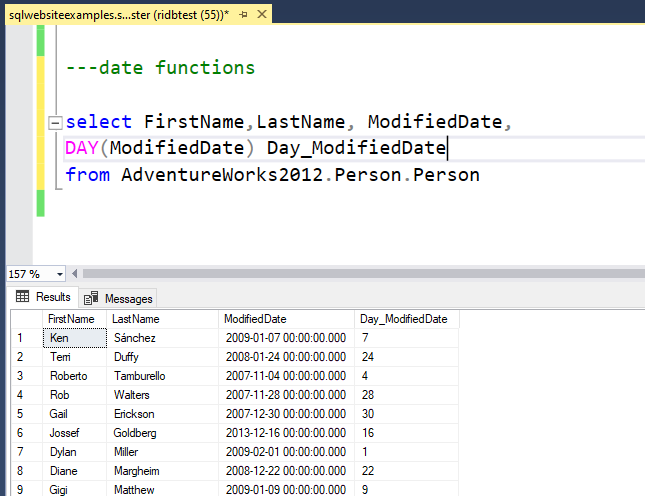 sqlwebsiteexamples.s...ster (ridbtest (55))*
---date functions
select FirstName,LastName, ModifiedDate,
DAY(ModifiedDate) Day_ModifiedDate
from AdventureWorks2012.Person.Person
157 %
Results Messages
FirstName LastName ModifiedDate Day_ModifiedDate
1 Ken Sánchez 2009-01-07 00:00:00.000 7
2 Terri Duffy 2008-01-24 00:00:00.000 24
3 Roberto Tamburello 2007-11-04 00:00:00.000 4
4 Rob Walters 2007-11-28 00:00:00.000 28
5 Gail Erickson 2007-12-30 00:00:00.000 30
6 Jossef Goldberg 2013-12-16 00:00:00.000 16
7 Dylan Miller 2009-02-01 00:00:00.000 1
8 Diane Margheim 2008-12-22 00:00:00.000 22
9 Gigi Matthew 2009-01-09 00:00:00.000 9